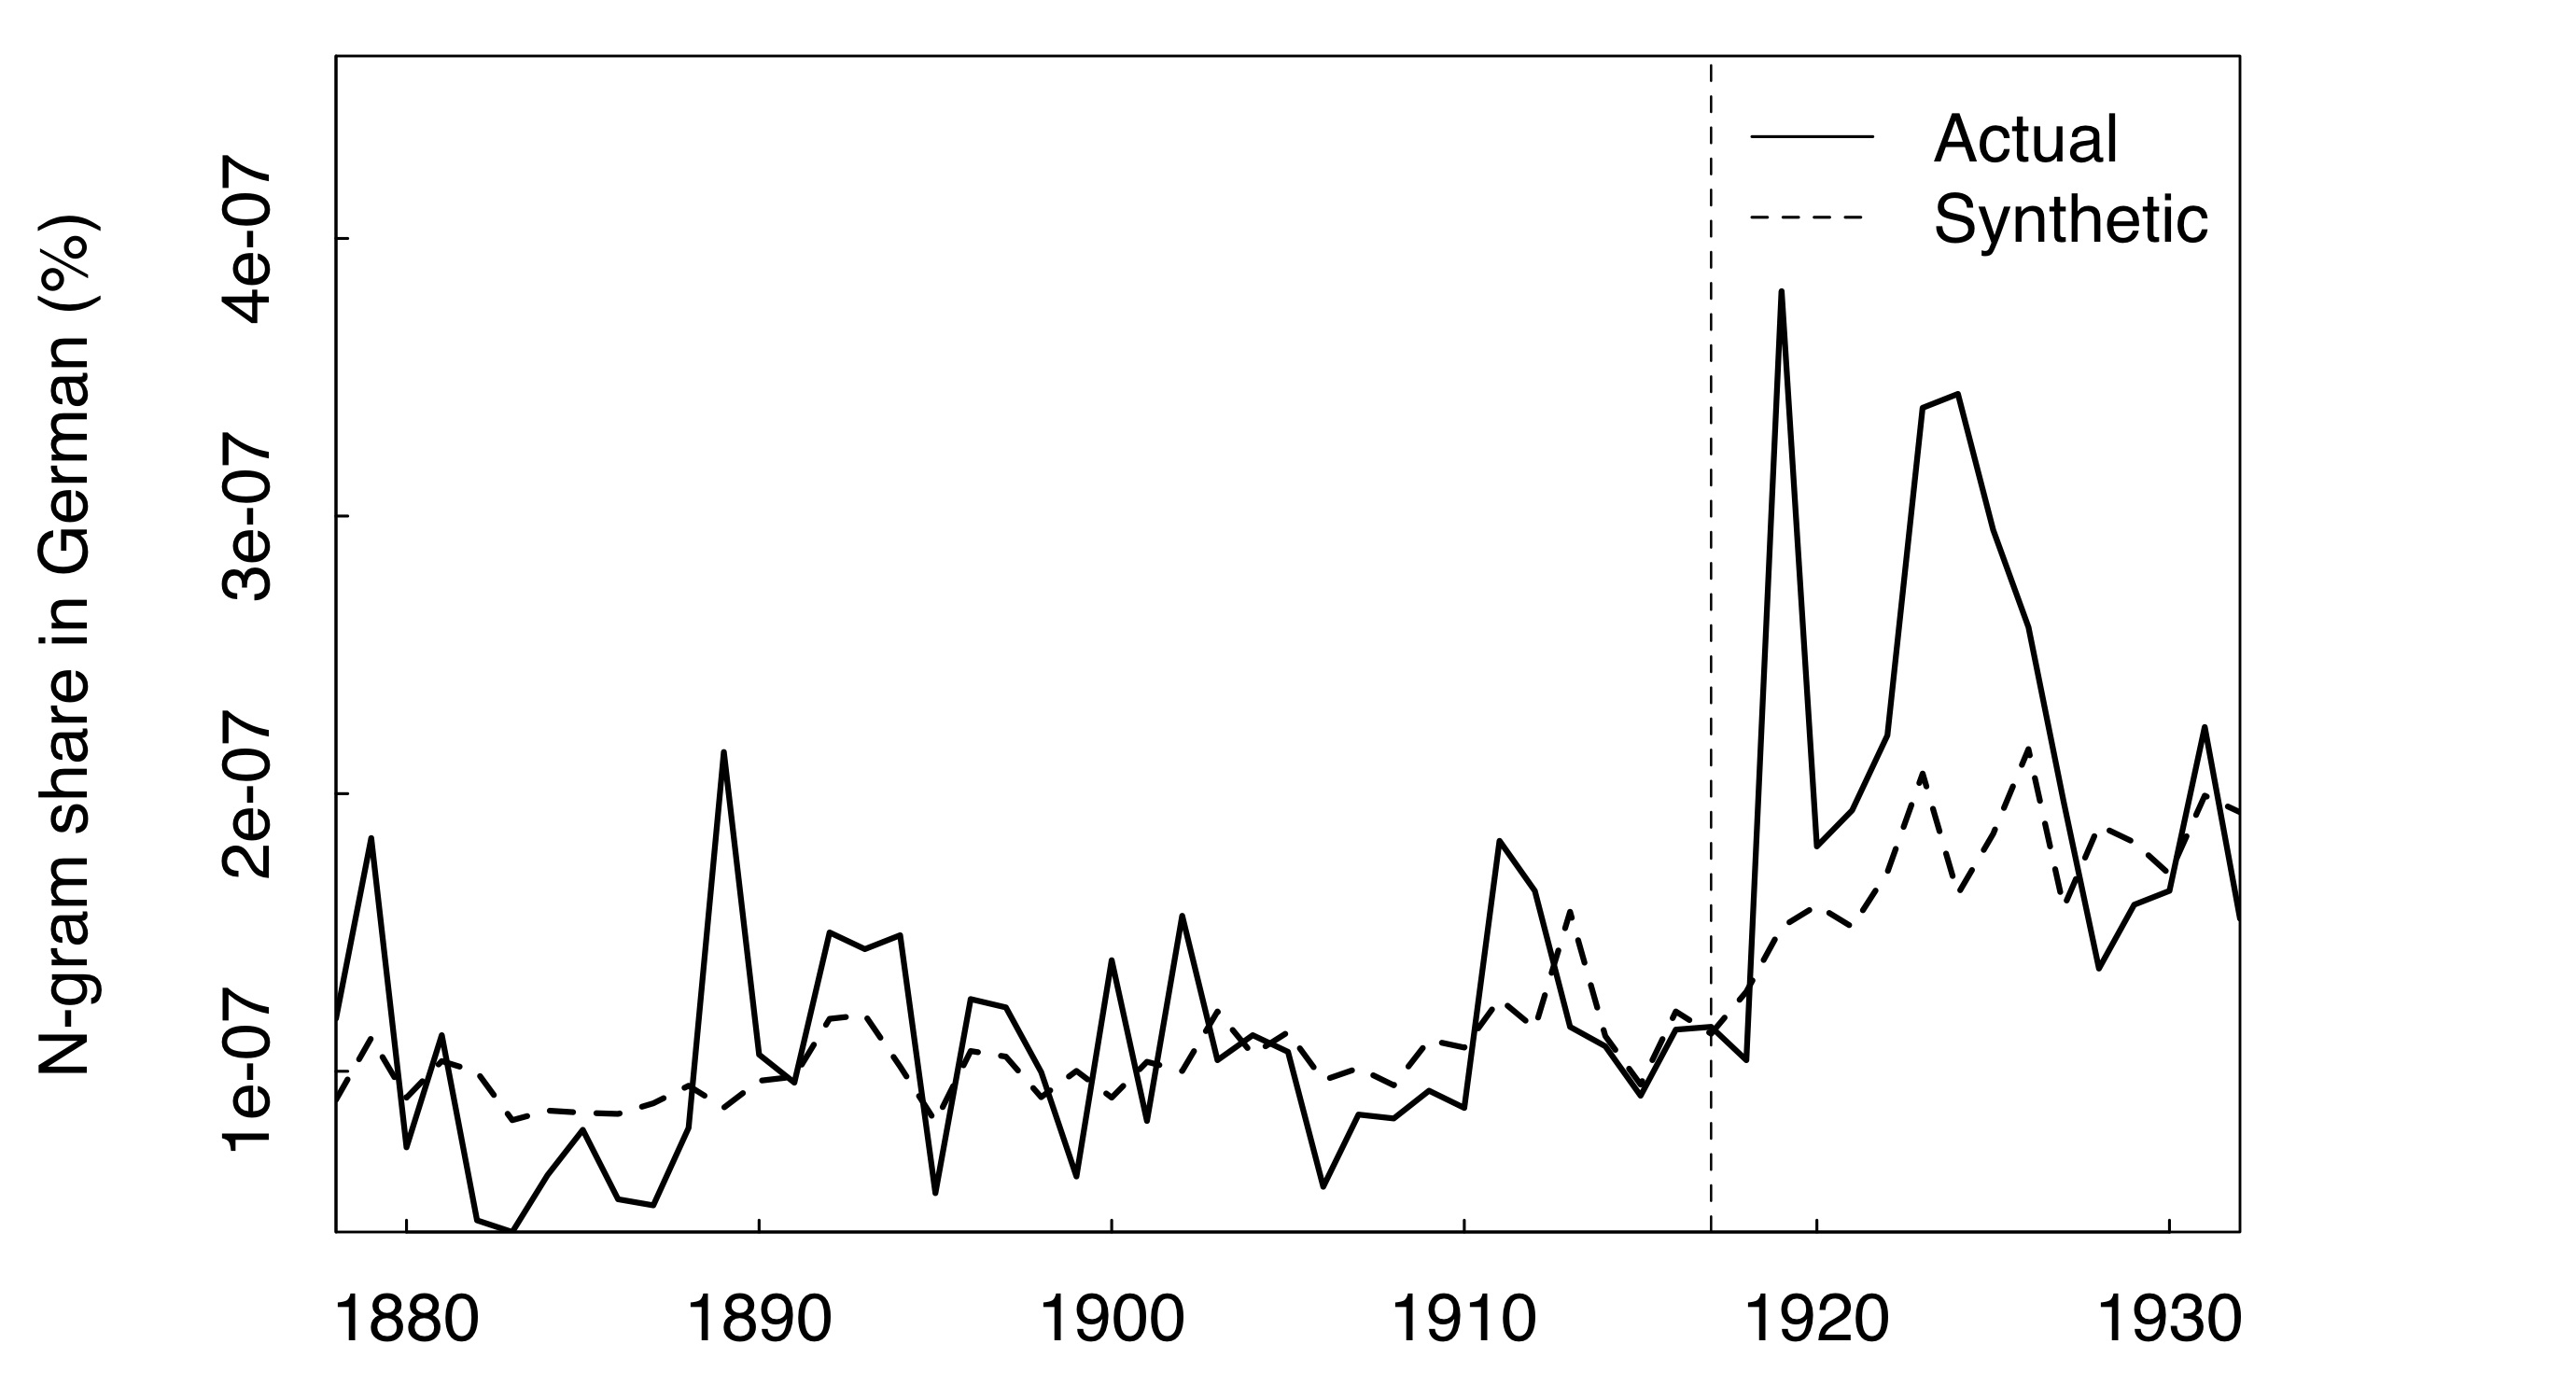 N-gram share in German (%)
4e-07
3e-07
2e-07
1e-07
Actual
Synthetic
1880 1890 1900 1910 1920 1930